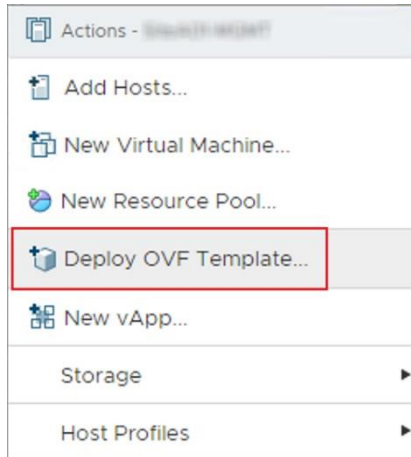 Actions -
Add Hosts...
New Virtual Machine...
New Resource Pool...
Deploy OVF Template...
New vApp...
Storage
Host Profiles